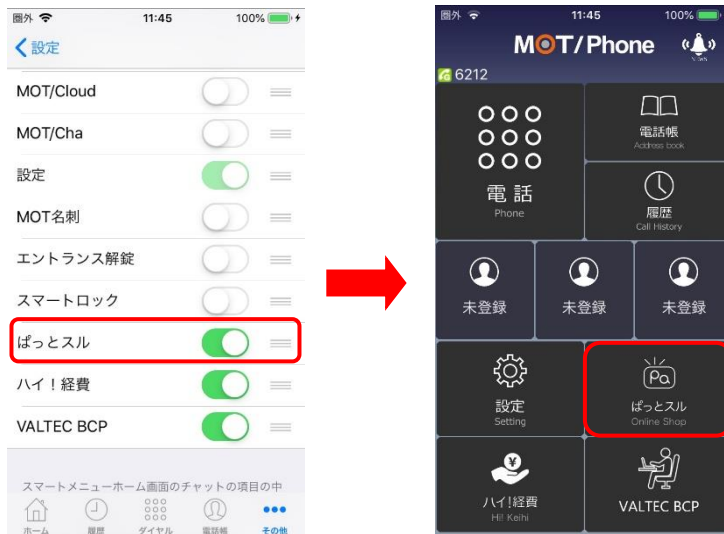 圏外 11:45 100%
設定
MOT/Cloud
MOT/Cha
設定
MOT名刺
エントランス解錠
スマートロック
ぱっとスル
ハイ！経費
VALTEC BCP
スマートメニューホーム画面のチャットの項目の中
ホーム 履歴 ダイヤル 電話帳 その他
圏外 11:45 100%
MOT/Phone
6212
電話
Phone
電話帳
Address book
履歴
Call History
未登録 未登録 未登録
設定
Setting
Pa
ぱっとスル
Online Shop
ハイ!経費
Hi! Keihi
VALTEC BCP